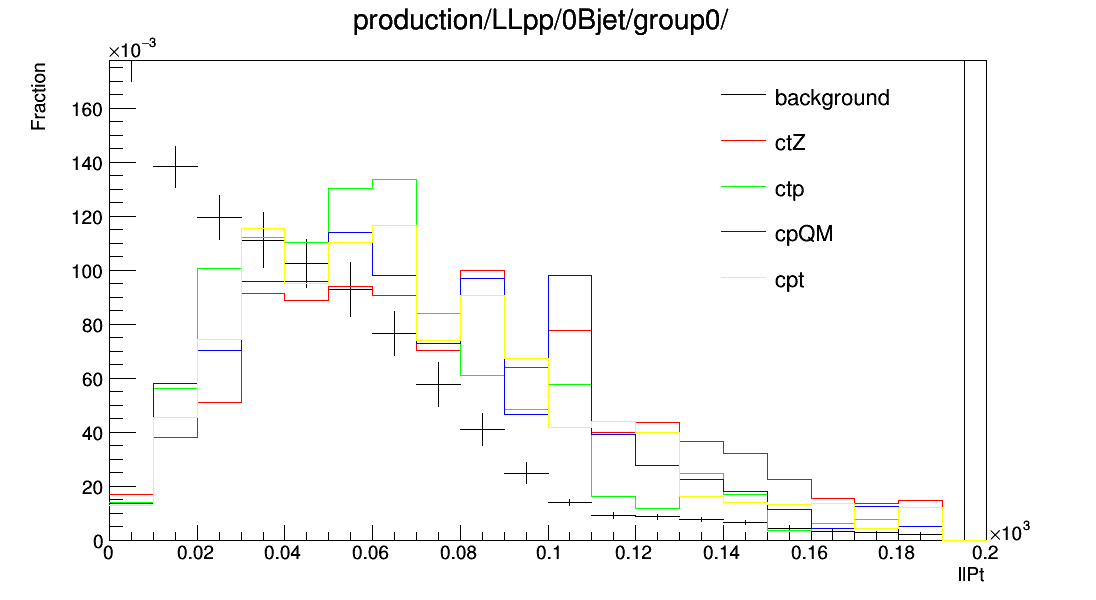 production/LLpp/0Bjet/group0/
×10⁻³
Fraction
160
140
120
100
80
60
40
20
0
background
ctZ
ctp
cpQM
cpt
0 0.02 0.04 0.06 0.08 0.1 0.12 0.14 0.16 0.18 0.2
×10³
llPt